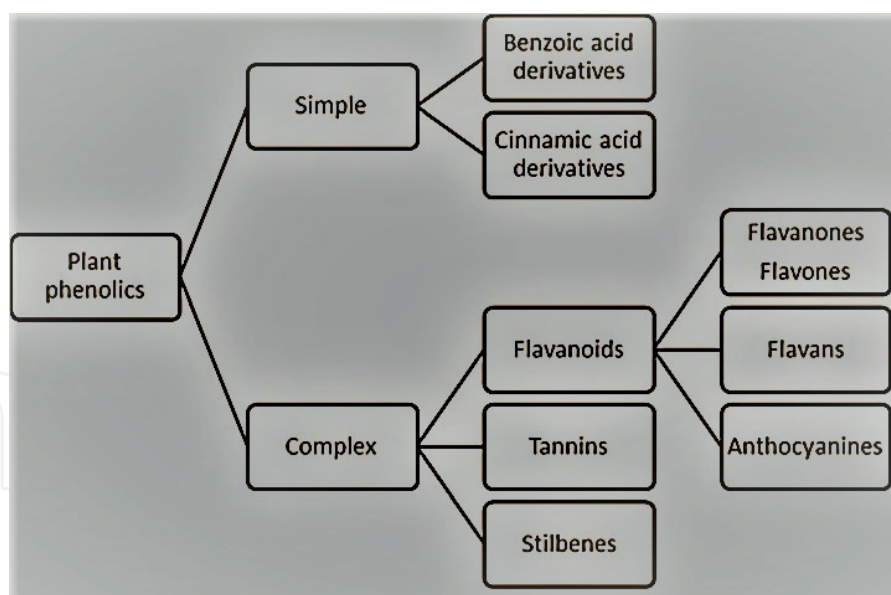 Benzoic acid
derivatives
Simple
Cinnamic acid
derivatives
Plant
phenolics
Flavanones
Flavones
Flavanoids
Flavans
Complex
Tannins
Anthocyanines
Stilbenes